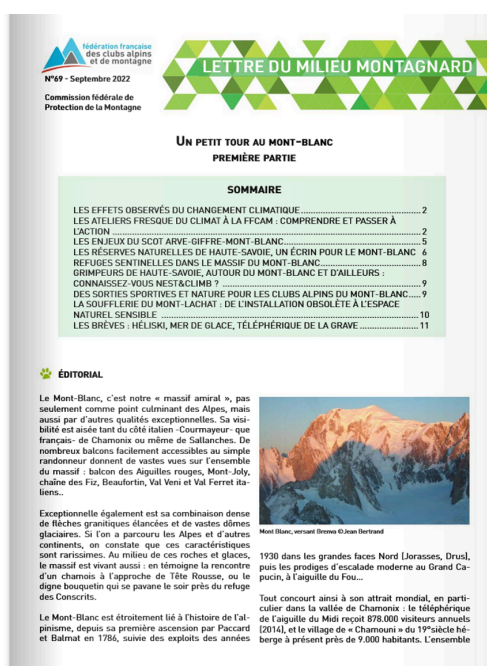 fédération française
des clubs alpins
et de montagne
N°69 - Septembre 2022
Commission fédérale de
Protection de la Montagne
LETTRE DU MILIEU MONTAGNARD
UN PETIT TOUR AU MONT-BLANC
PREMIÈRE PARTIE
SOMMAIRE
LES EFFETS OBSERVÉS DU CHANGEMENT CLIMATIQUE..............................................2
LES ATELIERS FRESQUE DU CLIMAT À LA FFCAM : COMPRENDRE ET PASSER À
L'ACTION ....................................................................................................................2
LES ENJEUX DU SCOT ARVE-GIFFRE-MONT-BLANC....................................................5
LES RÉSERVES NATURELLES DE HAUTE-SAVOIE, UN ÉCRIN POUR LE MONT-BLANC 6
REFUGES SENTINELLES DANS LE MASSIF DU MONT-BLANC.......................................8
GRIMPEURS DE HAUTE-SAVOIE, AUTOUR DU MONT-BLANC ET D'AILLEURS :
CONNAISSEZ-VOUS NEST&CLIMB ? ............................................................................9
DES SORTIES SPORTIVES ET NATURE POUR LES CLUBS ALPINS DU MONT-BLANC.....9
LA SOUFFLERIE DU MONT-LACHAT : DE L'INSTALLATION OBSOLÈTE À L'ESPACE
NATUREL SENSIBLE ..................................................................................................10
LES BRÈVES : HÉLISKI, MER DE GLACE, TÉLÉPHÉRIQUE DE LA GRAVE ......................11
ÉDITORIAL
Le Mont-Blanc, c'est notre « massif amiral », pas
seulement comme point culminant des Alpes, mais
aussi par d'autres qualités exceptionnelles. Sa visi-
bilité est aisée tant du côté italien -Courmayeur- que
français- de Chamonix ou même de Sallanches. De
nombreux balcons facilement accessibles au simple
randonneur donnent de vastes vues sur l'ensemble
du massif : balcon des Aiguilles rouges, Mont-Joly,
chaîne des Fiz, Beaufortin, Val Veni et Val Ferret ita-
liens..
Exceptionnelle également est sa combinaison dense
de flèches granitiques élancées et de vastes dômes
glaciaires. Si l'on a parcouru les Alpes et d'autres
continents, on constate que ces caractéristiques
sont rarissimes. Au milieu de ces roches et glaces,
le massif est vivant aussi : en témoigne la rencontre
d'un chamois à l'approche de Tête Rousse, ou le
digne bouquetin qui se pavane le soir près du refuge
des Conscrits.
Le Mont-Blanc est étroitement lié à l'histoire de l'al-
pinisme, depuis sa première ascension par Paccard
et Balmat en 1786, suivie des exploits des années
Mont Blanc, versant Brenva ©Jean Bertrand
1930 dans les grandes faces Nord (Jorasses, Drus),
puis les prodiges d'escalade moderne au Grand Ca-
pucin, à l'aiguille du Fou...
Tout concourt ainsi à son attrait mondial, en parti-
culier dans la vallée de Chamonix : le téléphérique
de l'aiguille du Midi reçoit 878.000 visiteurs annuels
(2014), et le village de « Chamouni » du 19°siècle hé-
berge à présent près de 9.000 habitants. L'ensemble